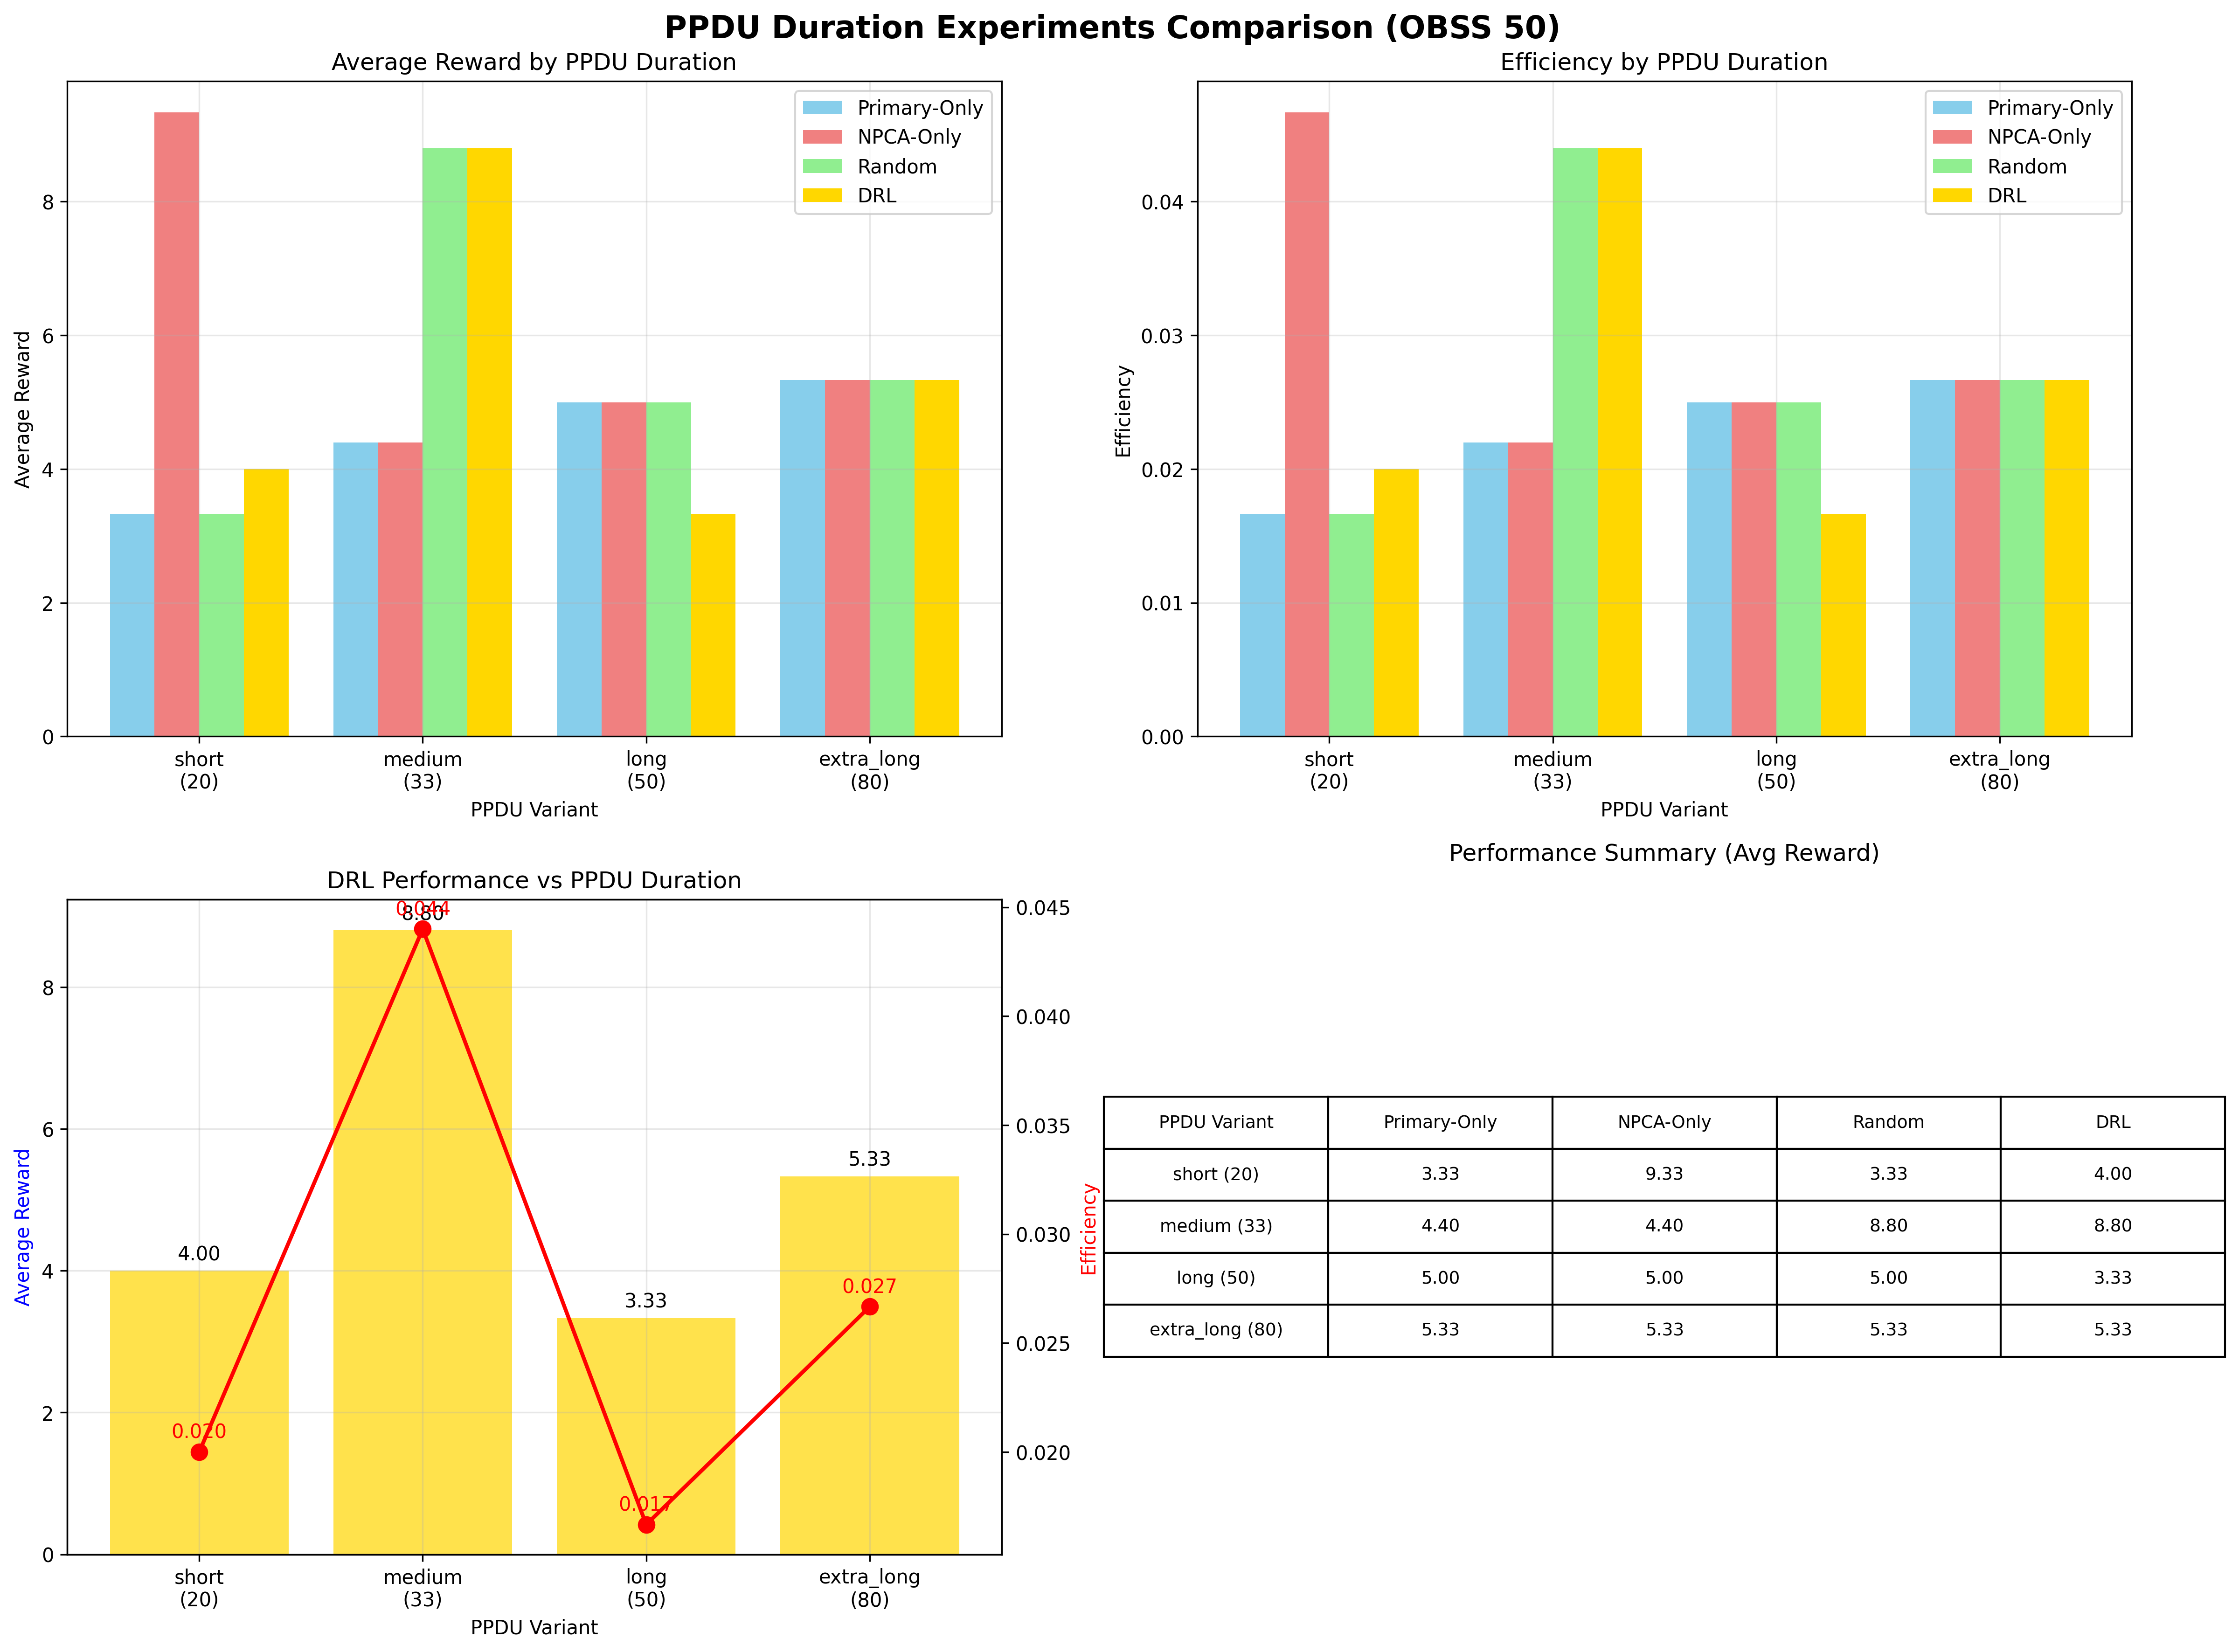 PPDU Duration Experiments Comparison (OBSS 50)
Average Reward by PPDU Duration
Average Reward
8
6
4
2
0
Primary-Only
NPCA-Only
Random
DRL
short
(20)
medium
(33)
long
(50)
extra_long
(80)
PPDU Variant
Efficiency by PPDU Duration
Efficiency
0.04
0.03
0.02
0.01
0.00
Primary-Only
NPCA-Only
Random
DRL
short
(20)
medium
(33)
long
(50)
extra_long
(80)
PPDU Variant
DRL Performance vs PPDU Duration
Average Reward
8
6
4
2
0
4.00
8.80
3.33
5.33
0.020
0.044
0.017
0.027
0.045
0.040
0.035
0.030
0.025
0.020
Efficiency
short
(20)
medium
(33)
long
(50)
extra_long
(80)
PPDU Variant
Performance Summary (Avg Reward)
PPDU Variant Primary-Only NPCA-Only Random DRL
short (20) 3.33 9.33 3.33 4.00
medium (33) 4.40 4.40 8.80 8.80
long (50) 5.00 5.00 5.00 3.33
extra_long (80) 5.33 5.33 5.33 5.33